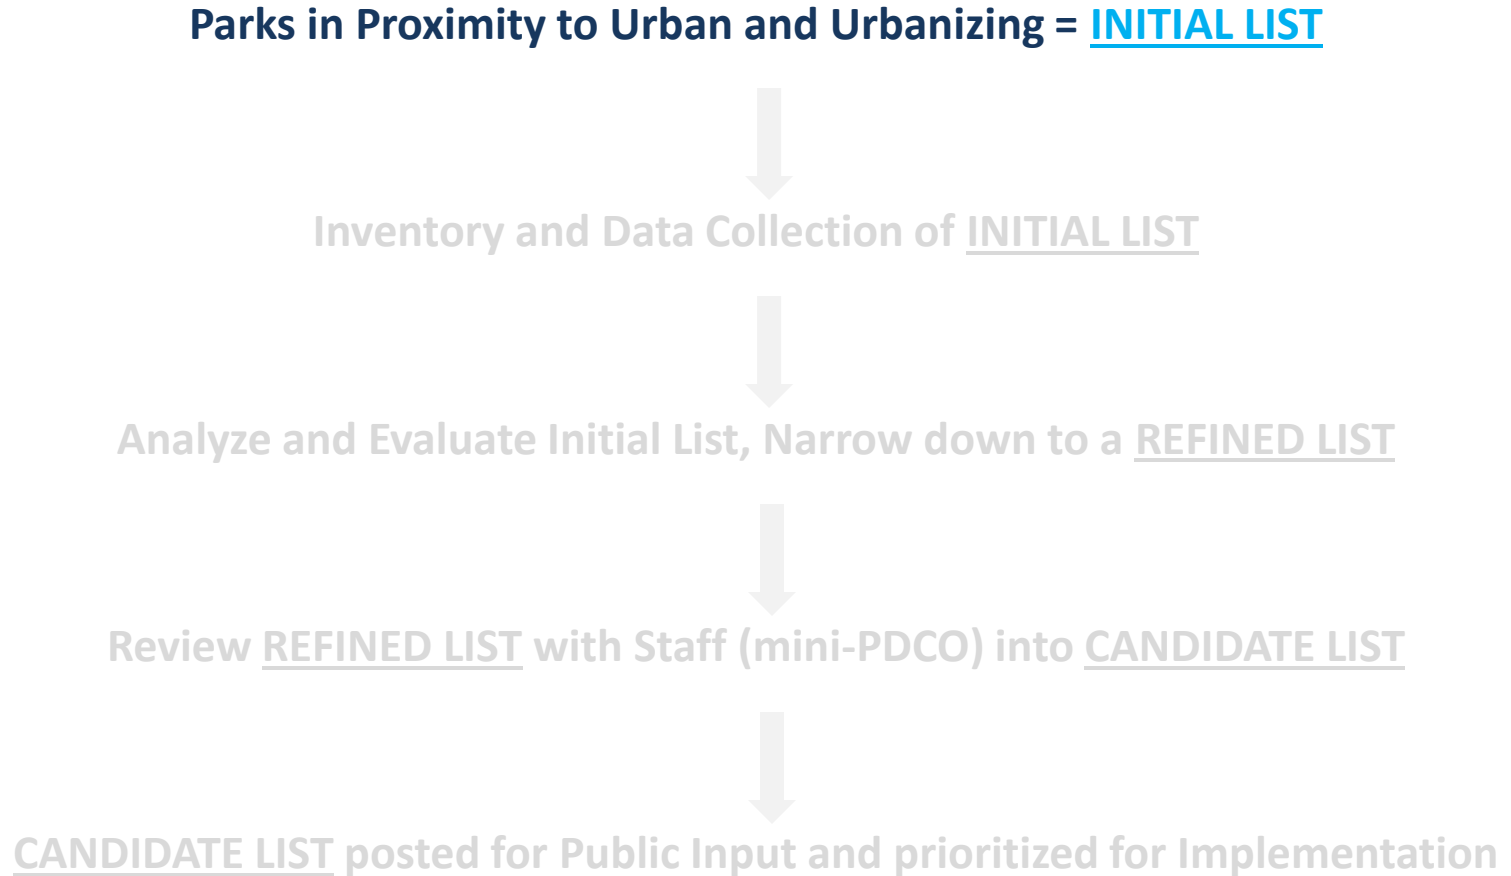 Parks in Proximity to Urban and Urbanizing = INITIAL LIST
Inventory and Data Collection of INITIAL LIST
Analyze and Evaluate Initial List, Narrow down to a REFINED LIST
Review REFINED LIST with Staff (mini-PDCO) into CANDIDATE LIST
CANDIDATE LIST posted for Public Input and prioritized for Implementation